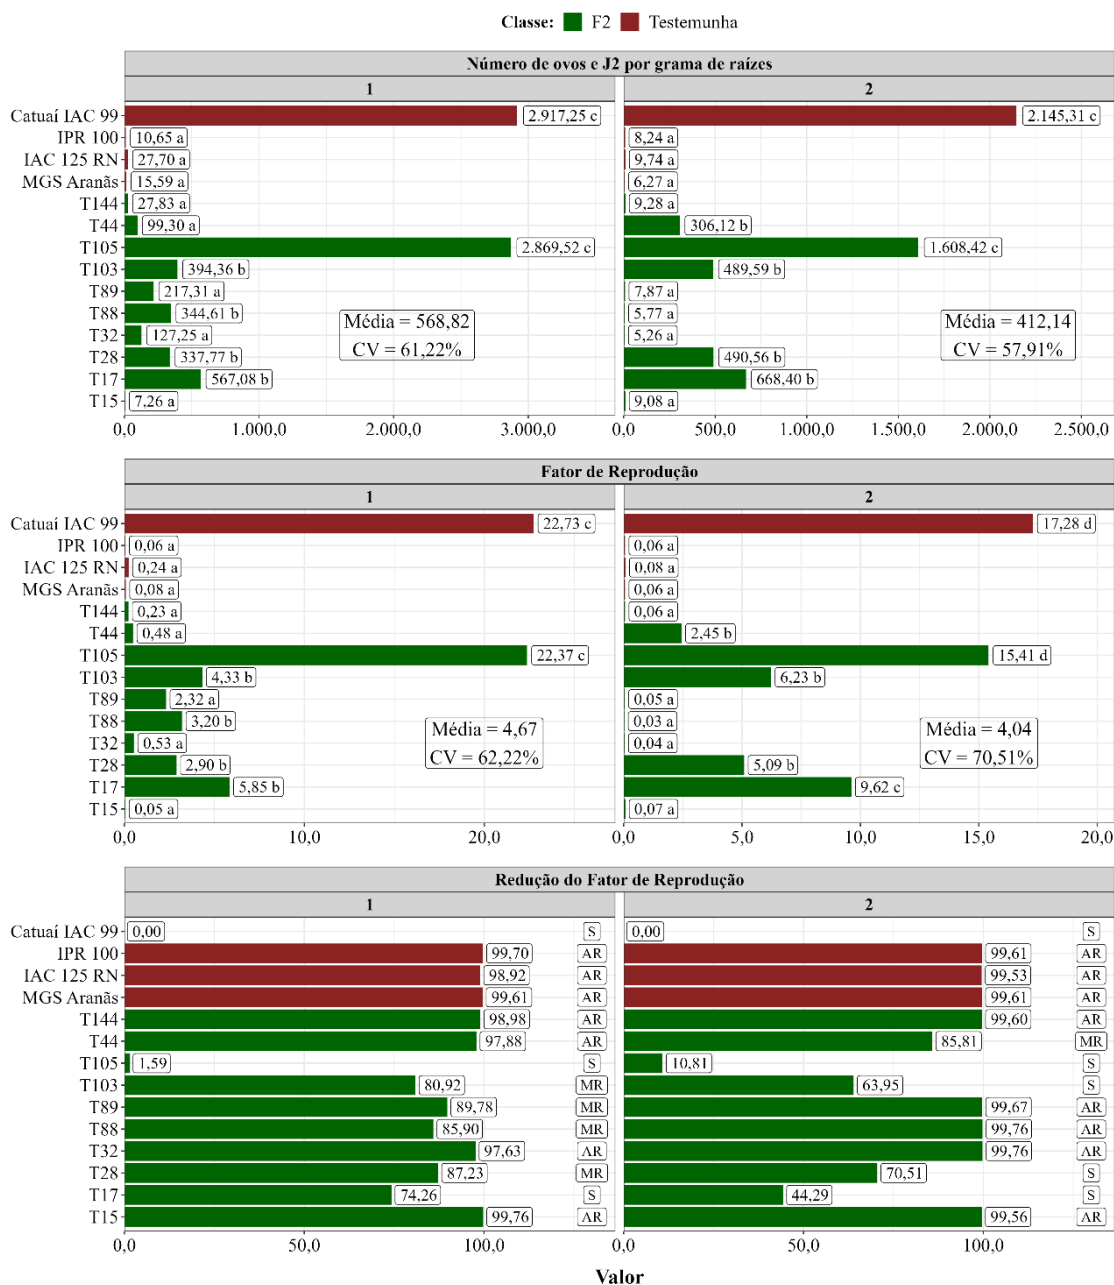 Classe: F2 Testemunha
Número de ovos e J2 por grama de raízes
1 2
Catuaí IAC 99 2.917,25 c 2.145,31 c
IPR 100 10,65 a 8,24 a
IAC 125 RN 27,70 a 9,74 a
MGS Aranãs 15,59 a 6,27 a
T144 27,83 a 9,28 a
T44 99,30 a 306,12 b
T105 2.869,52 c 1.608,42 c
T103 394,36 b 489,59 b
T89 217,31 a 7,87 a
T88 344,61 b 5,77 a
T32 127,25 a 5,26 a
T28 337,77 b 490,56 b
T17 567,08 b 668,40 b
T15 7,26 a 9,08 a
Média = 568,82
CV = 61,22%
Média = 412,14
CV = 57,91%
0,0 1.000,0 2.000,0 3.000,0 0,0 500,0 1.000,0 1.500,0 2.000,0 2.500,0
Fator de Reprodução
1 2
Catuaí IAC 99 22,73 c 17,28 d
IPR 100 0,06 a 0,06 a
IAC 125 RN 0,24 a 0,08 a
MGS Aranãs 0,08 a 0,06 a
T144 0,23 a 0,06 a
T44 0,48 a 2,45 b
T105 22,37 c 15,41 d
T103 4,33 b 6,23 b
T89 2,32 a 0,05 a
T88 3,20 b 0,03 a
T32 0,53 a 0,04 a
T28 2,90 b 5,09 b
T17 5,85 b 9,62 c
T15 0,05 a 0,07 a
Média = 4,67
CV = 62,22%
Média = 4,04
CV = 70,51%
0,0 10,0 20,0 0,0 5,0 10,0 15,0 20,0
Redução do Fator de Reprodução
1 2
Catuaí IAC 99 0,00 S 0,00 S
IPR 100 99,70 AR 99,61 AR
IAC 125 RN 98,92 AR 99,53 AR
MGS Aranãs 99,61 AR 99,61 AR
T144 98,98 AR 99,60 AR
T44 97,88 AR 85,81 MR
T105 1,59 S 10,81 S
T103 80,92 MR 63,95 S
T89 89,78 MR 99,67 AR
T88 85,90 MR 99,76 AR
T32 97,63 AR 99,76 AR
T28 87,23 MR 70,51 S
T17 74,26 S 44,29 S
T15 99,76 AR 99,56 AR
0,0 50,0 100,0 0,0 50,0 100,0
Valor